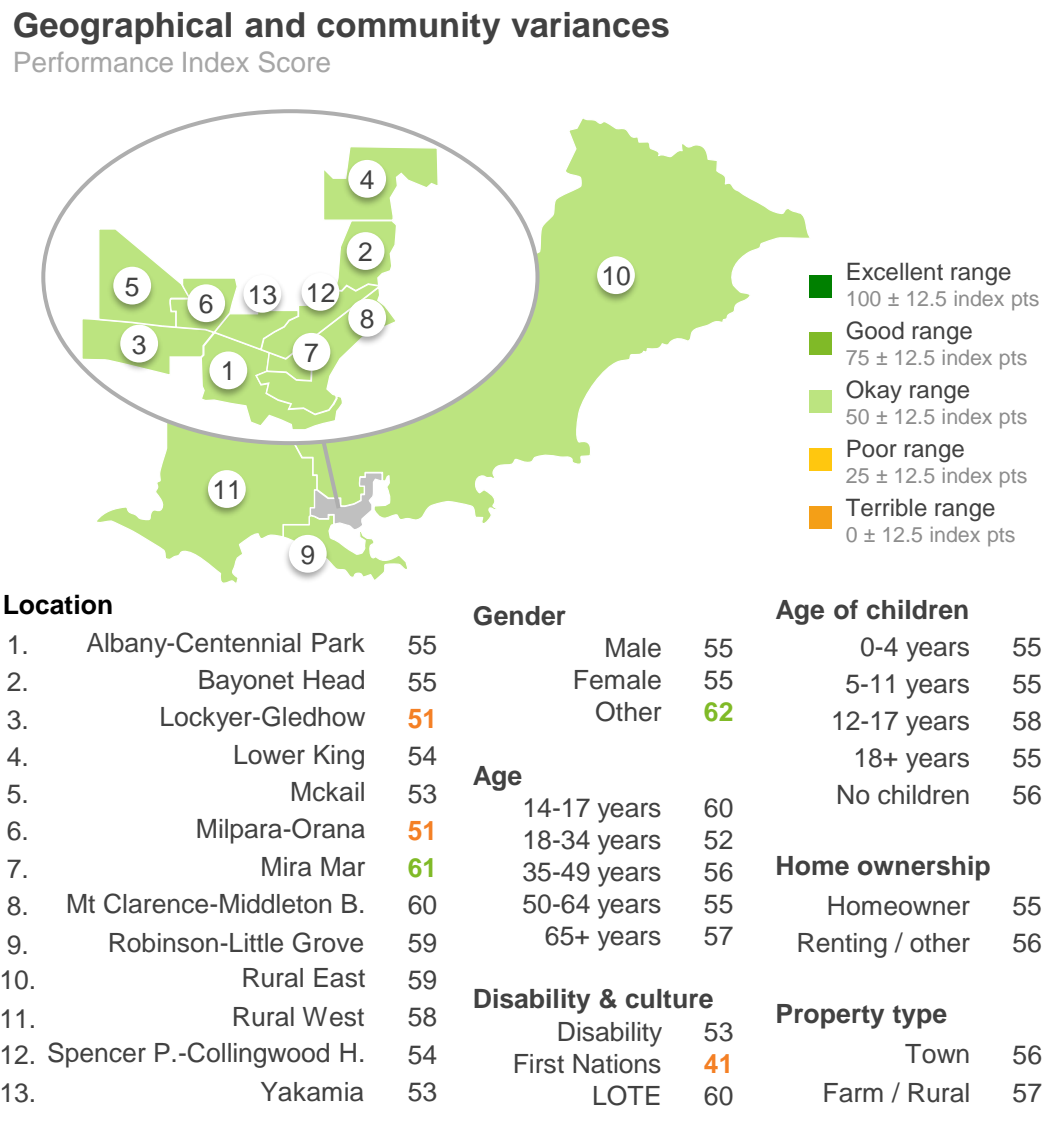 Geographical and community variances
Performance Index Score
4
2
5
6
13
12
8
3
7
1
10
11
9
Excellent range
100 ± 12.5 index pts
Good range
75 ± 12.5 index pts
Okay range
50 ± 12.5 index pts
Poor range
25 ± 12.5 index pts
Terrible range
0 ± 12.5 index pts
Location
1. Albany-Centennial Park 55
2. Bayonet Head 55
3. Lockyer-Gledhow 51
4. Lower King 54
5. Mckail 53
6. Milpara-Orana 51
7. Mira Mar 61
8. Mt Clarence-Middleton B. 60
9. Robinson-Little Grove 59
10. Rural East 59
11. Rural West 58
12. Spencer P.-Collingwood H. 54
13. Yakamia 53
Gender
Male 55
Female 55
Other 62
Age
14-17 years 60
18-34 years 52
35-49 years 56
50-64 years 55
65+ years 57
Disability & culture
Disability 53
First Nations 41
LOTE 60
Age of children
0-4 years 55
5-11 years 55
12-17 years 58
18+ years 55
No children 56
Home ownership
Homeowner 55
Renting / other 56
Property type
Town 56
Farm / Rural 57